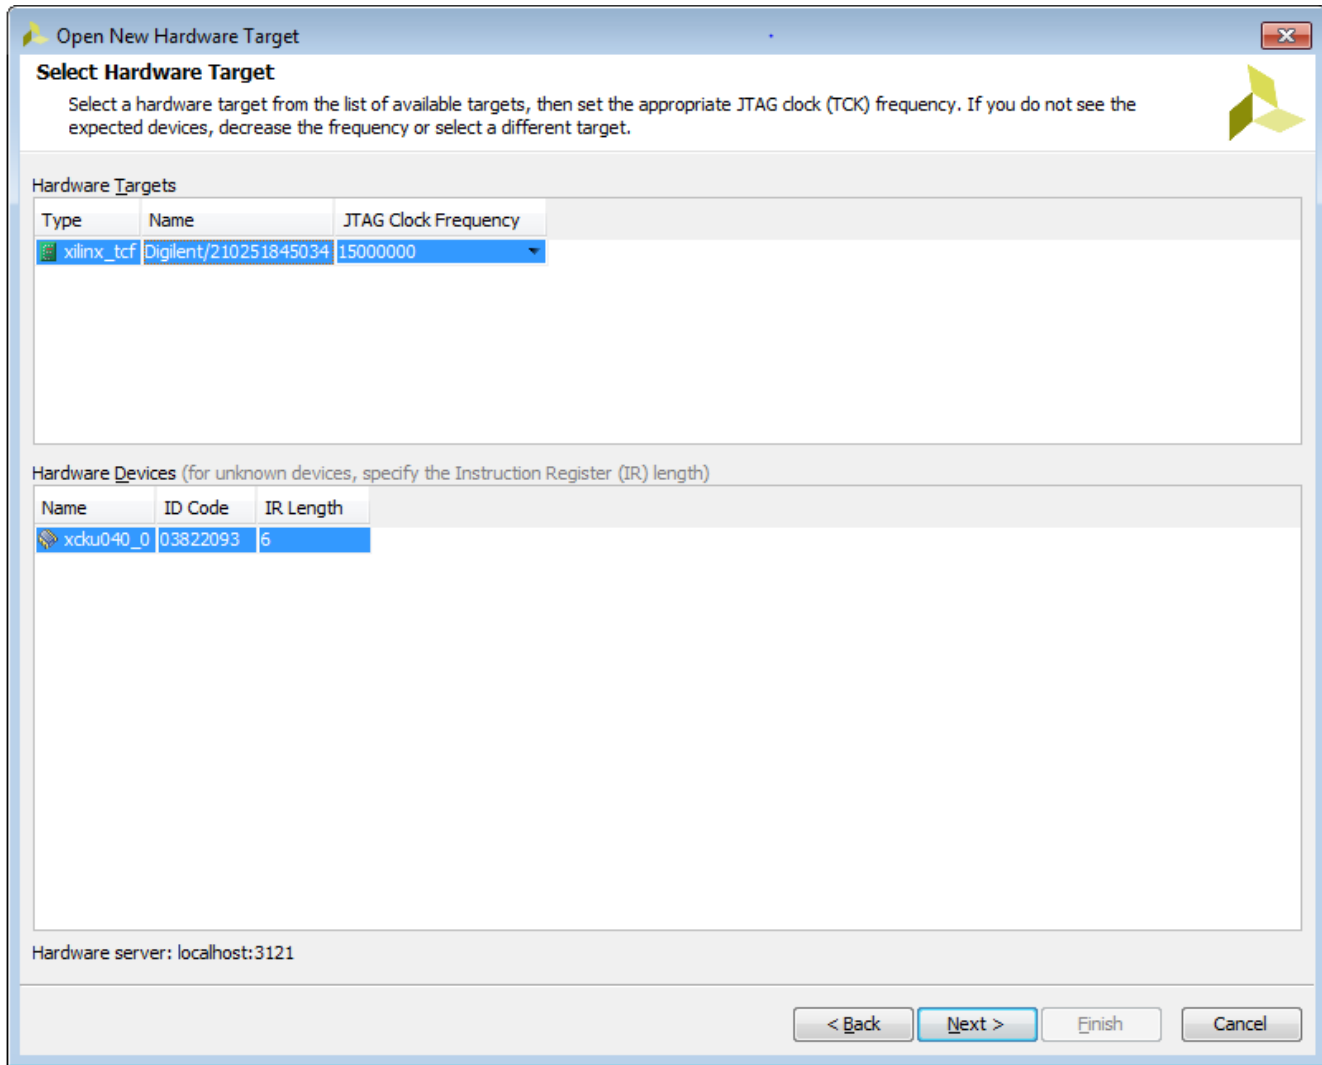 Open New Hardware Target
Select Hardware Target
Select a hardware target from the list of available targets, then set the appropriate JTAG clock (TCK) frequency. If you do not see the
expected devices, decrease the frequency or select a different target.
Hardware Targets
Type Name JTAG Clock Frequency
xilinx_tcf Digilent/210251845034 15000000
Hardware Devices (for unknown devices, specify the Instruction Register (IR) length)
Name ID Code IR Length
xcku040_0 03822093 6
Hardware server: localhost:3121
< Back Next > Finish Cancel